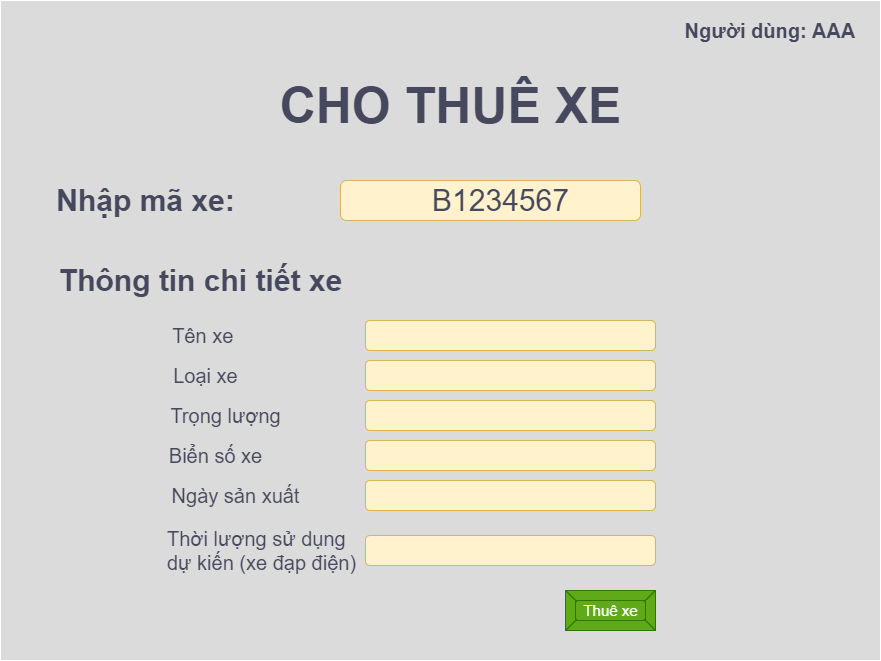 Người dùng: AAA
CHO THUÊ XE
Nhập mã xe: B1234567
Thông tin chi tiết xe
Tên xe
Loại xe
Trọng lượng
Biển số xe
Ngày sản xuất
Thời lượng sử dụng
dự kiến (xe đạp điện)
Thuê xe